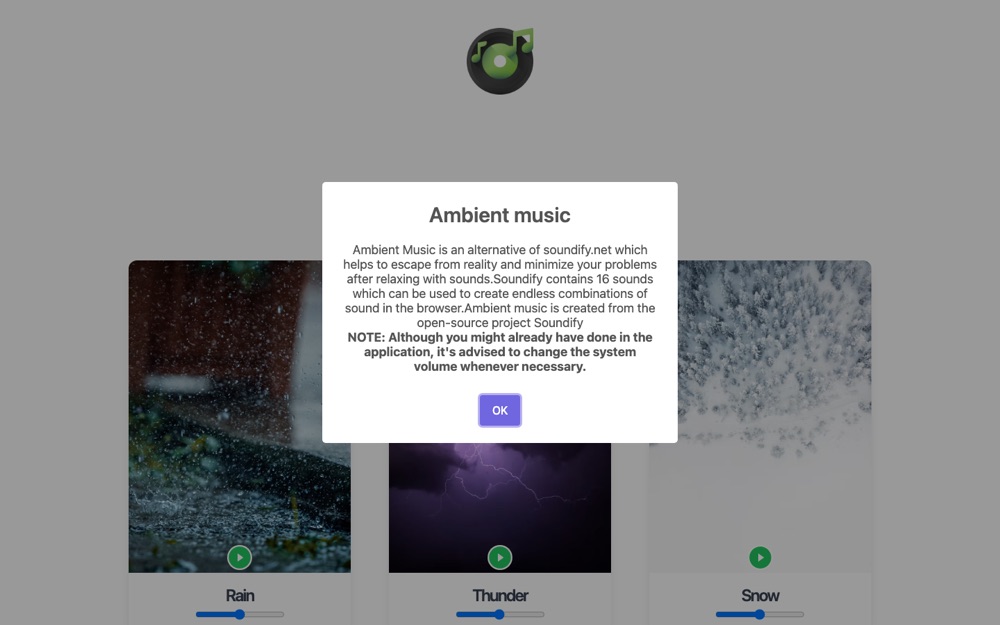 Ambient music
Ambient Music is an alternative of soundify.net which
helps to escape from reality and minimize your problems
after relaxing with sounds.Soundify contains 16 sounds
which can be used to create endless combinations of
sound in the browser.Ambient music is created from the
open-source project Soundify
NOTE: Although you might already have done in the
application, it's advised to change the system
volume whenever necessary.
OK
Rain
Thunder
Snow